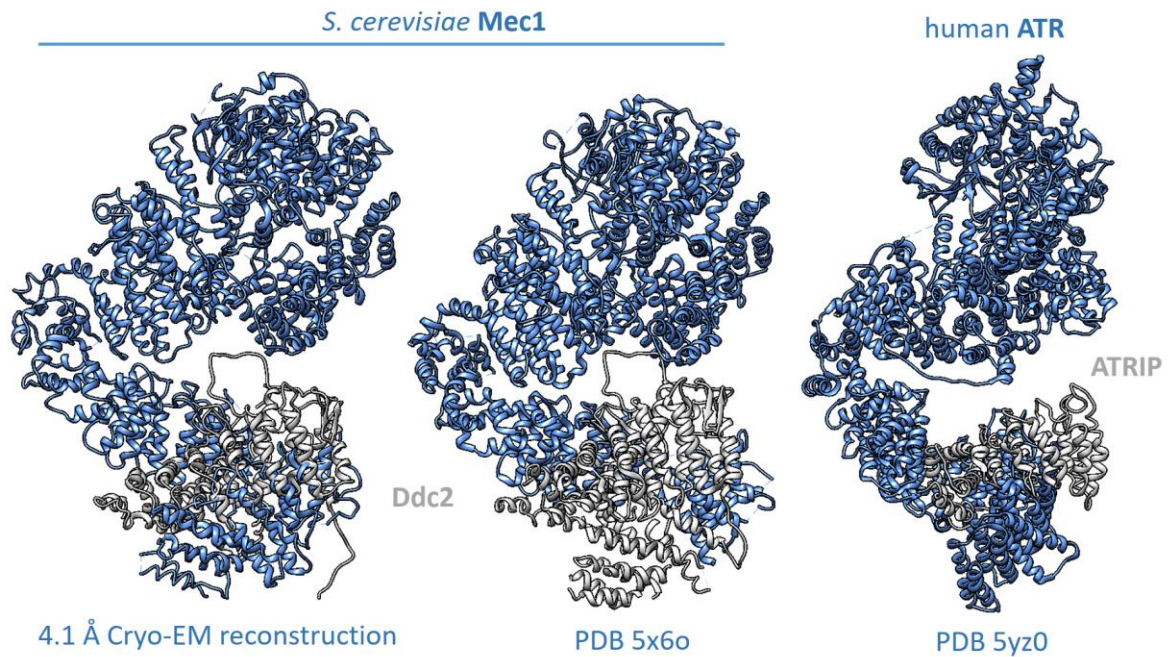 S. cerevisiae Mec1
human ATR
ATRIP
Ddc2
4.1 Å Cryo-EM reconstruction
PDB 5x6o
PDB 5yz0